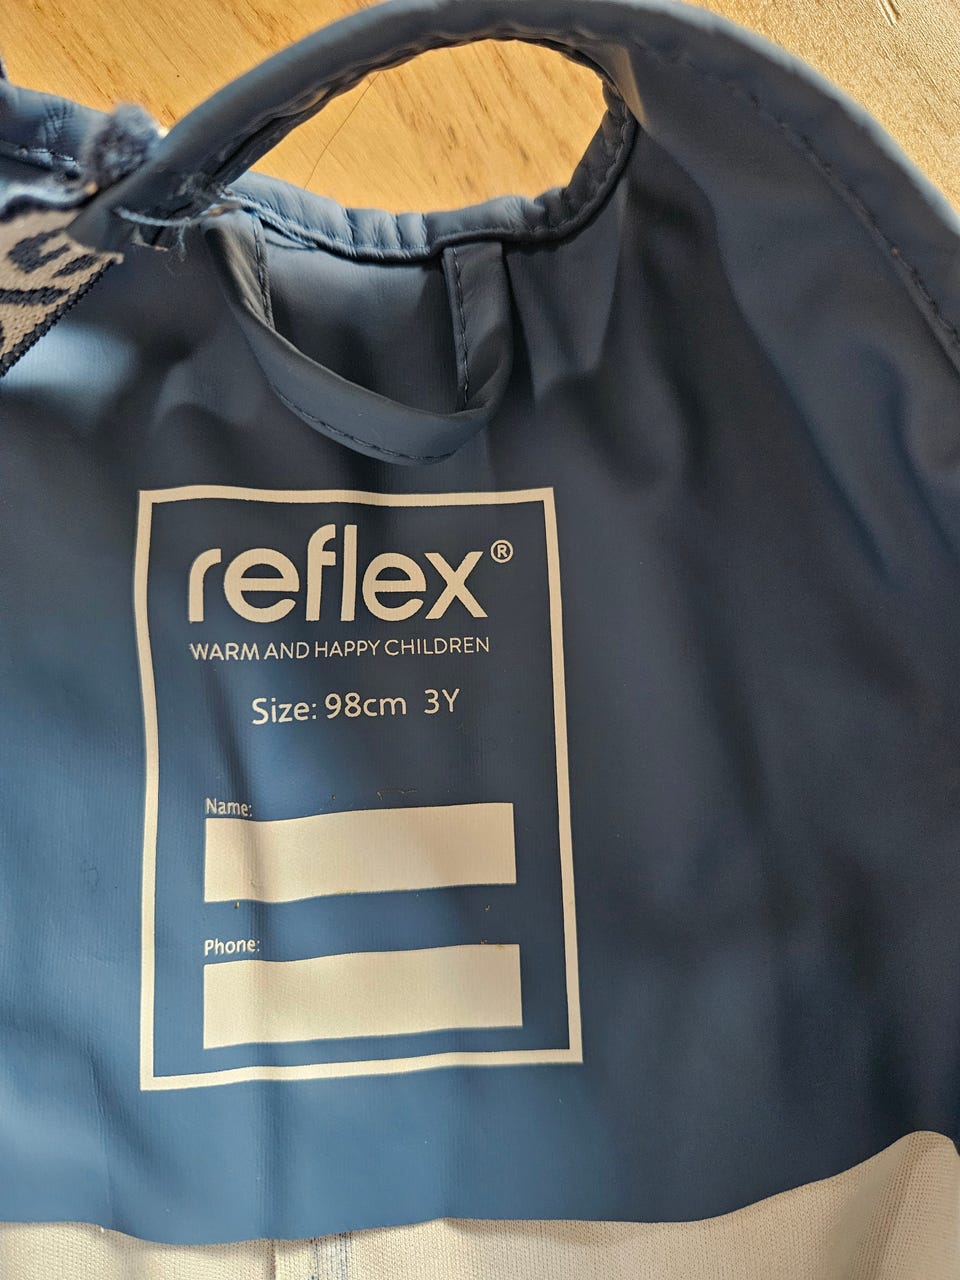 reflex®
WARM AND HAPPY CHILDREN
Size: 98cm 3Y
Name:
Phone: